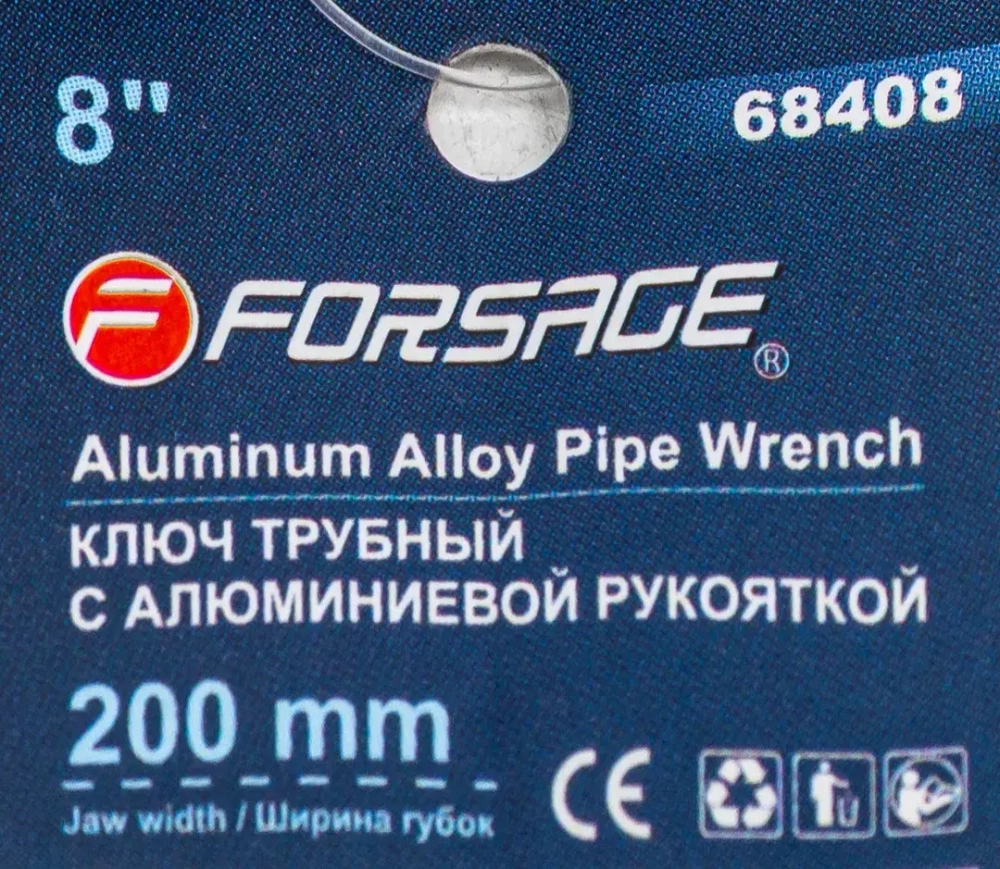 8"
68408
F FORSAGE ®
Aluminum Alloy Pipe Wrench
КЛЮЧ ТРУБНЫЙ
С АЛЮМИНИЕВОЙ РУКОЯТКОЙ
200 mm
Jaw width / Ширина губок
CE